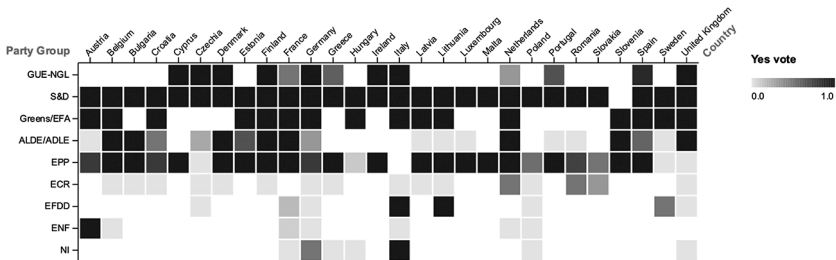 Austria Belgium Bulgaria Croatia Cyprus Czechia Denmark Estonia Finland France Germany Greece Hungary Ireland Italy Latvia Lithuania Luxembourg Malta Netherlands Poland Portugal Romania Slovakia Slovenia Spain Sweden United Kingdom
Party Group
Country
Yes vote
GUE-NGL
0.0 1.0
S&D
Greens/EFA
ALDE/ADLE
EPP
ECR
EFDD
ENF
NI